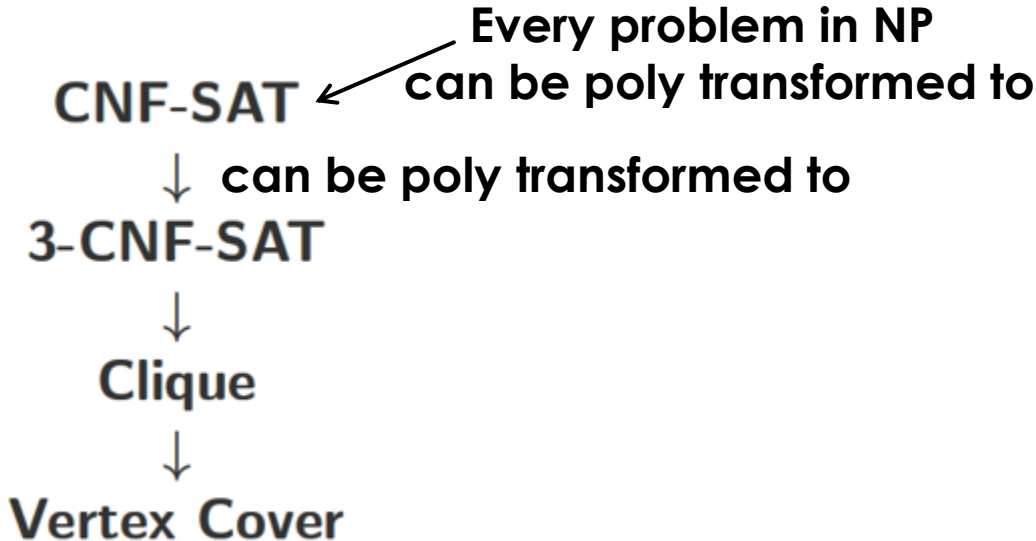 Every problem in NP
can be poly transformed to
CNF-SAT
↓ can be poly transformed to
3-CNF-SAT
↓
Clique
↓
Vertex Cover